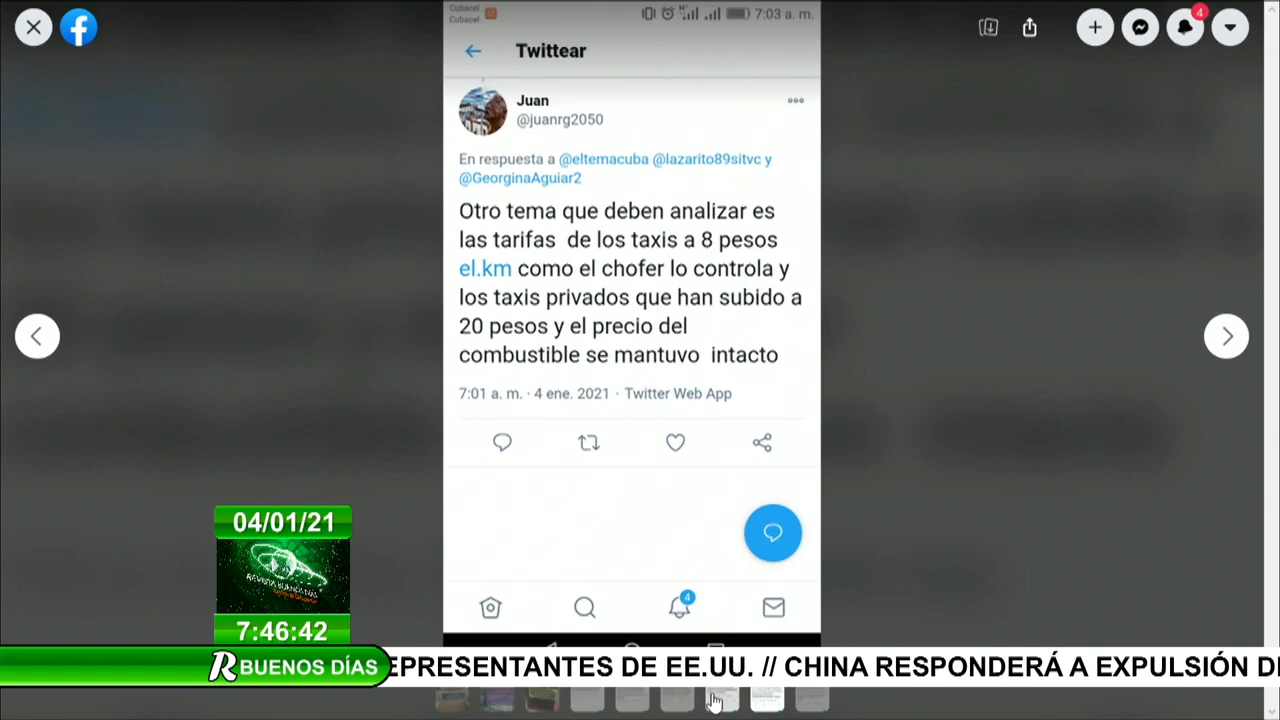 Cubacel
Cubacel
7:03 a. m.
4
Twittear
Juan
@juanrg2050
En respuesta a @eltemacuba @lazarito89sitvc y
@GeorginaAguiar2
Otro tema que deben analizar es
las tarifas  de los taxis a 8 pesos
el.km como el chofer lo controla y
los taxis privados que han subido a
20 pesos y el precio del
combustible se mantuvo  intacto
7:01 a. m. · 4 ene. 2021 · Twitter Web App
04/01/21
REVISTA BUENOS DÍAS
7:46:42
4
R BUENOS DÍAS
EPRESENTANTES DE EE.UU. // CHINA RESPONDERÁ A EXPULSIÓN D